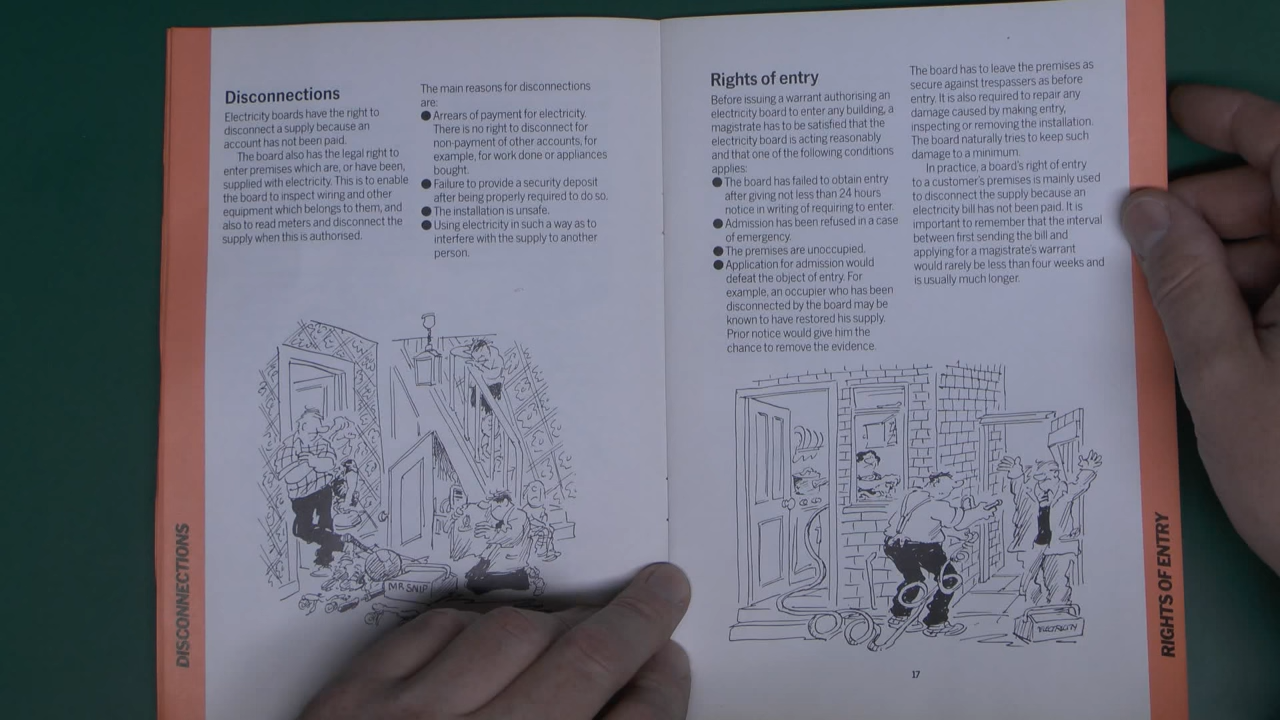 Disconnections
Electricity boards have the right to
disconnect a supply because an
account has not been paid.
The board also has the legal right to
enter premises which are, or have been,
supplied with electricity. This is to enable
the board to inspect wiring and other
equipment which belongs to them, and
also to read meters and disconnect the
supply when this is authorised.
The main reasons for disconnections
are:
● Arrears of payment for electricity.
There is no right to disconnect for
non-payment of other accounts, for
example, for work done or appliances
bought.
● Failure to provide a security deposit
after being properly required to do so.
● The installation is unsafe.
● Using electricity in such a way as to
interfere with the supply to another
person.
MR SNIP
DISCONNECTIONS
Rights of entry
Before issuing a warrant authorising an
electricity board to enter any building, a
magistrate has to be satisfied that the
electricity board is acting reasonably
and that one of the following conditions
applies:
● The board has failed to obtain entry
after giving not less than 24 hours
notice in writing of requiring to enter.
● Admission has been refused in a case
of emergency.
● The premises are unoccupied.
● Application for admission would
defeat the object of entry. For
example, an occupier who has been
disconnected by the board may be
known to have restored his supply.
Prior notice would give him the
chance to remove the evidence.
The board has to leave the premises as
secure against trespassers as before
entry. It is also required to repair any
damage caused by making entry,
inspecting or removing the installation.
The board naturally tries to keep such
damage to a minimum.
In practice, a board's right of entry
to a customer's premises is mainly used
to disconnect the supply because an
electricity bill has not been paid. It is
important to remember that the interval
between first sending the bill and
applying for a magistrate's warrant
would rarely be less than four weeks and
is usually much longer.
ELECTRICITY
17
RIGHTS OF ENTRY